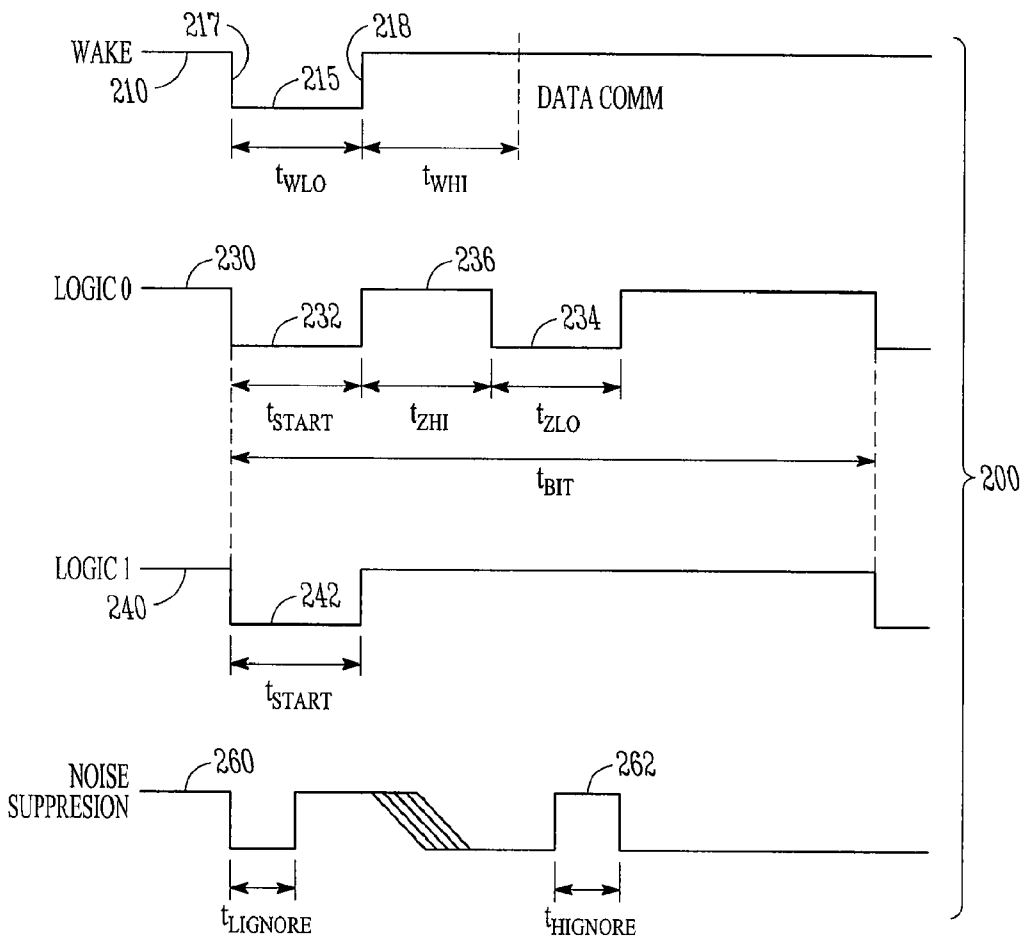 217
218
WAKE
210
215
DATA COMM
tWLO
tWHI
230
236
LOGIC 0
232
234
tSTART
tZHI
tZLO
tBIT
200
LOGIC 1
240
242
tSTART
NOISE
SUPPRESION
260
262
tLIGNORE
tHIGNORE